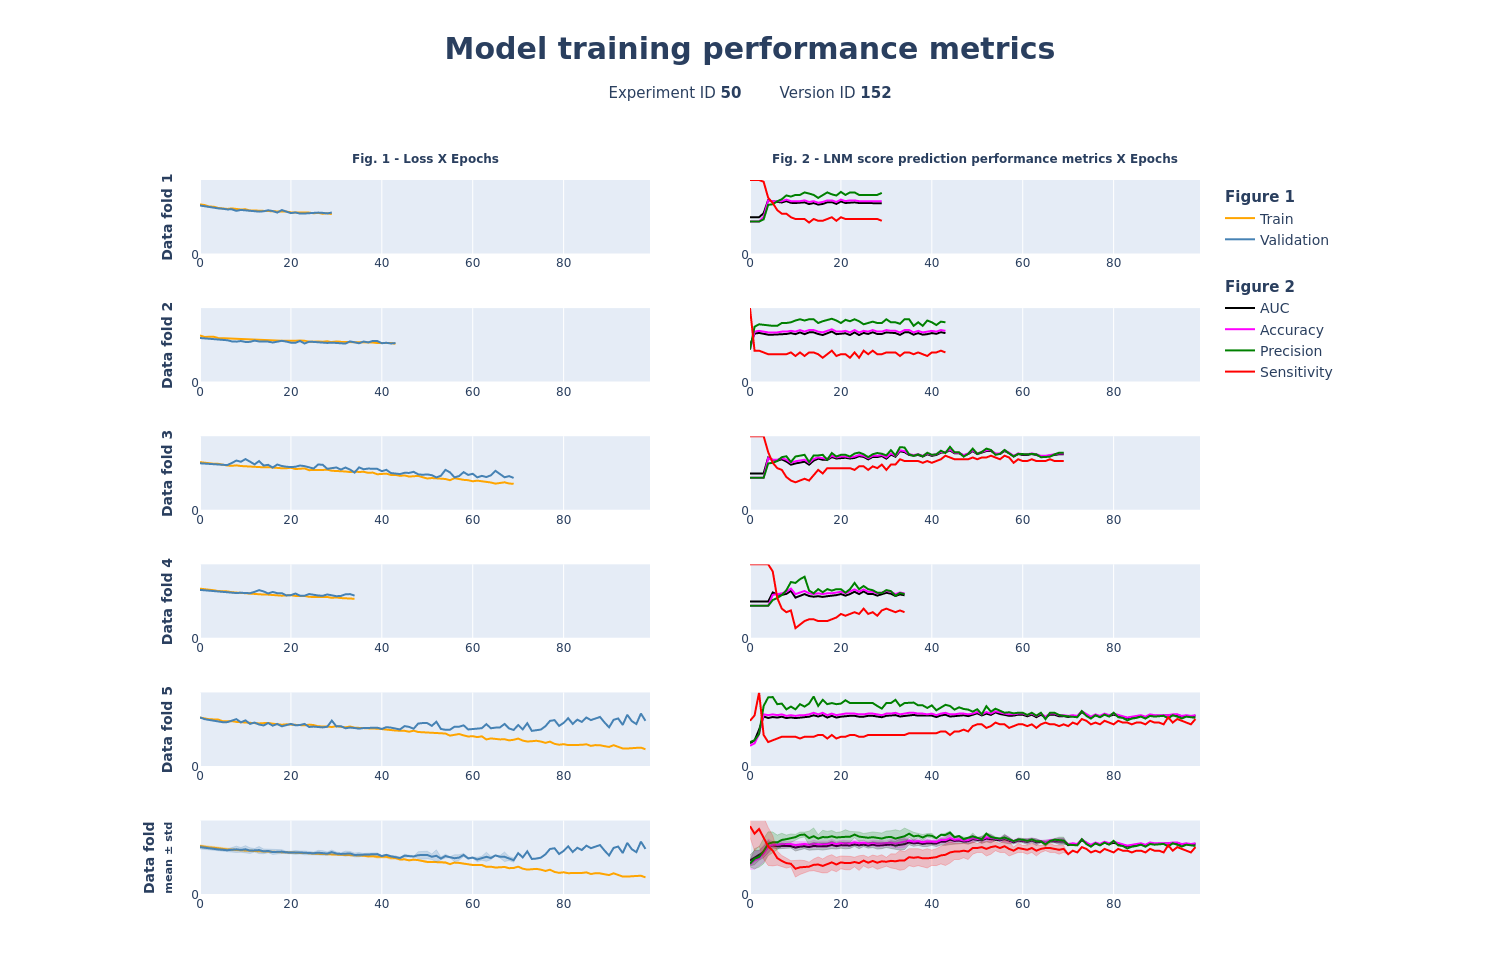 Model training performance metrics
Experiment ID 50 Version ID 152
Fig. 1 - Loss X Epochs
Fig. 2 - LNM score prediction performance metrics X Epochs
Data fold 1
0
0 20 40 60 80
0
0 20 40 60 80
Data fold 2
0
0 20 40 60 80
0
0 20 40 60 80
Data fold 3
0
0 20 40 60 80
0
0 20 40 60 80
Data fold 4
0
0 20 40 60 80
0
0 20 40 60 80
Data fold 5
0
0 20 40 60 80
0
0 20 40 60 80
Data fold
mean ± std
0
0 20 40 60 80
0
0 20 40 60 80
Figure 1
Train
Validation
Figure 2
AUC
Accuracy
Precision
Sensitivity